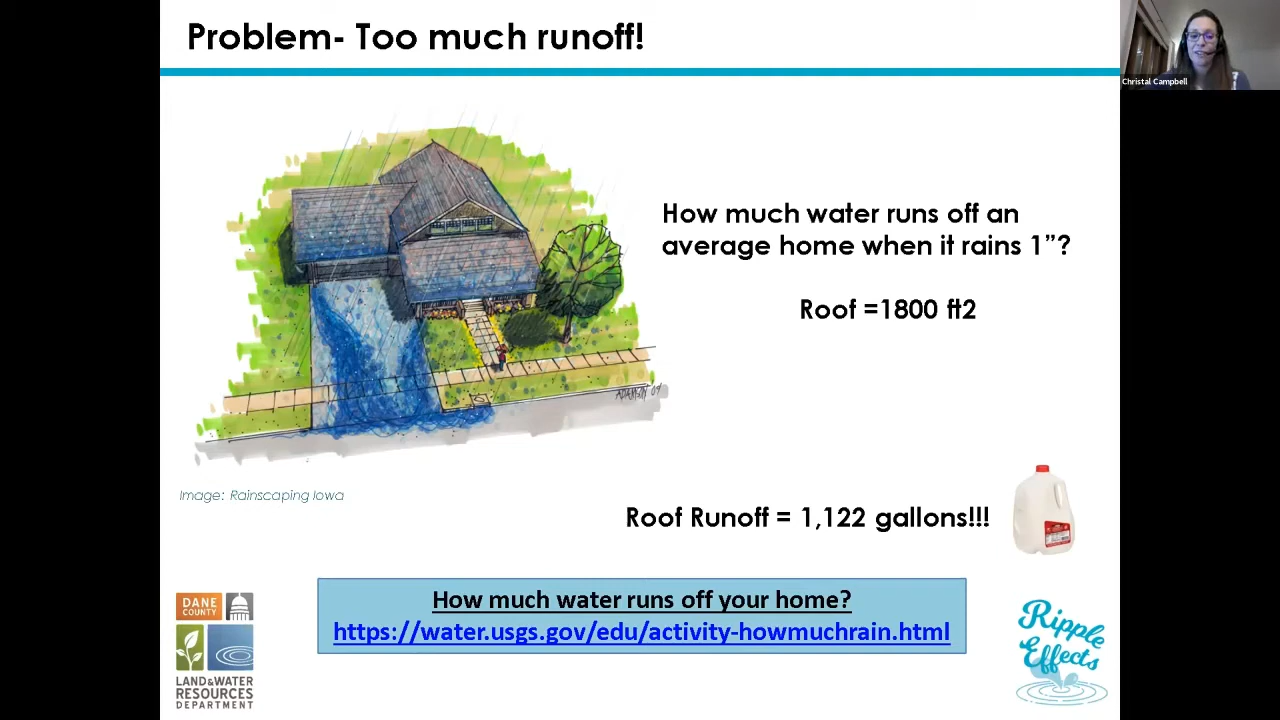 Problem- Too much runoff!
Christal Campbell
How much water runs off an
average home when it rains 1”?
Roof =1800 ft2
ADAMSON 09
Image: Rainscaping Iowa
Roof Runoff = 1,122 gallons!!!
How much water runs off your home?
https://water.usgs.gov/edu/activity-howmuchrain.html
DANE
COUNTY
LAND&WATER
RESOURCES
DEPARTMENT
Ripple
Effects